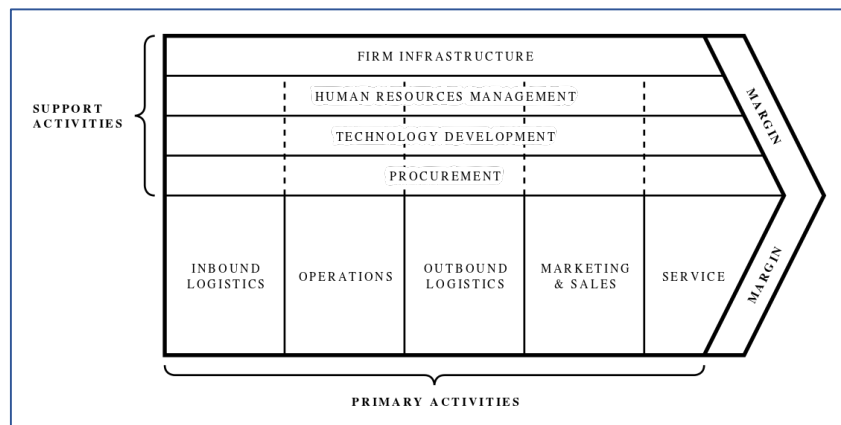 FIRM INFRASTRUCTURE
HUMAN RESOURCES MANAGEMENT
TECHNOLOGY DEVELOPMENT
PROCUREMENT
SUPPORT
ACTIVITIES
MARGIN
INBOUND
LOGISTICS
OPERATIONS
OUTBOUND
LOGISTICS
MARKETING
& SALES
SERVICE
MARGIN
PRIMARY ACTIVITIES